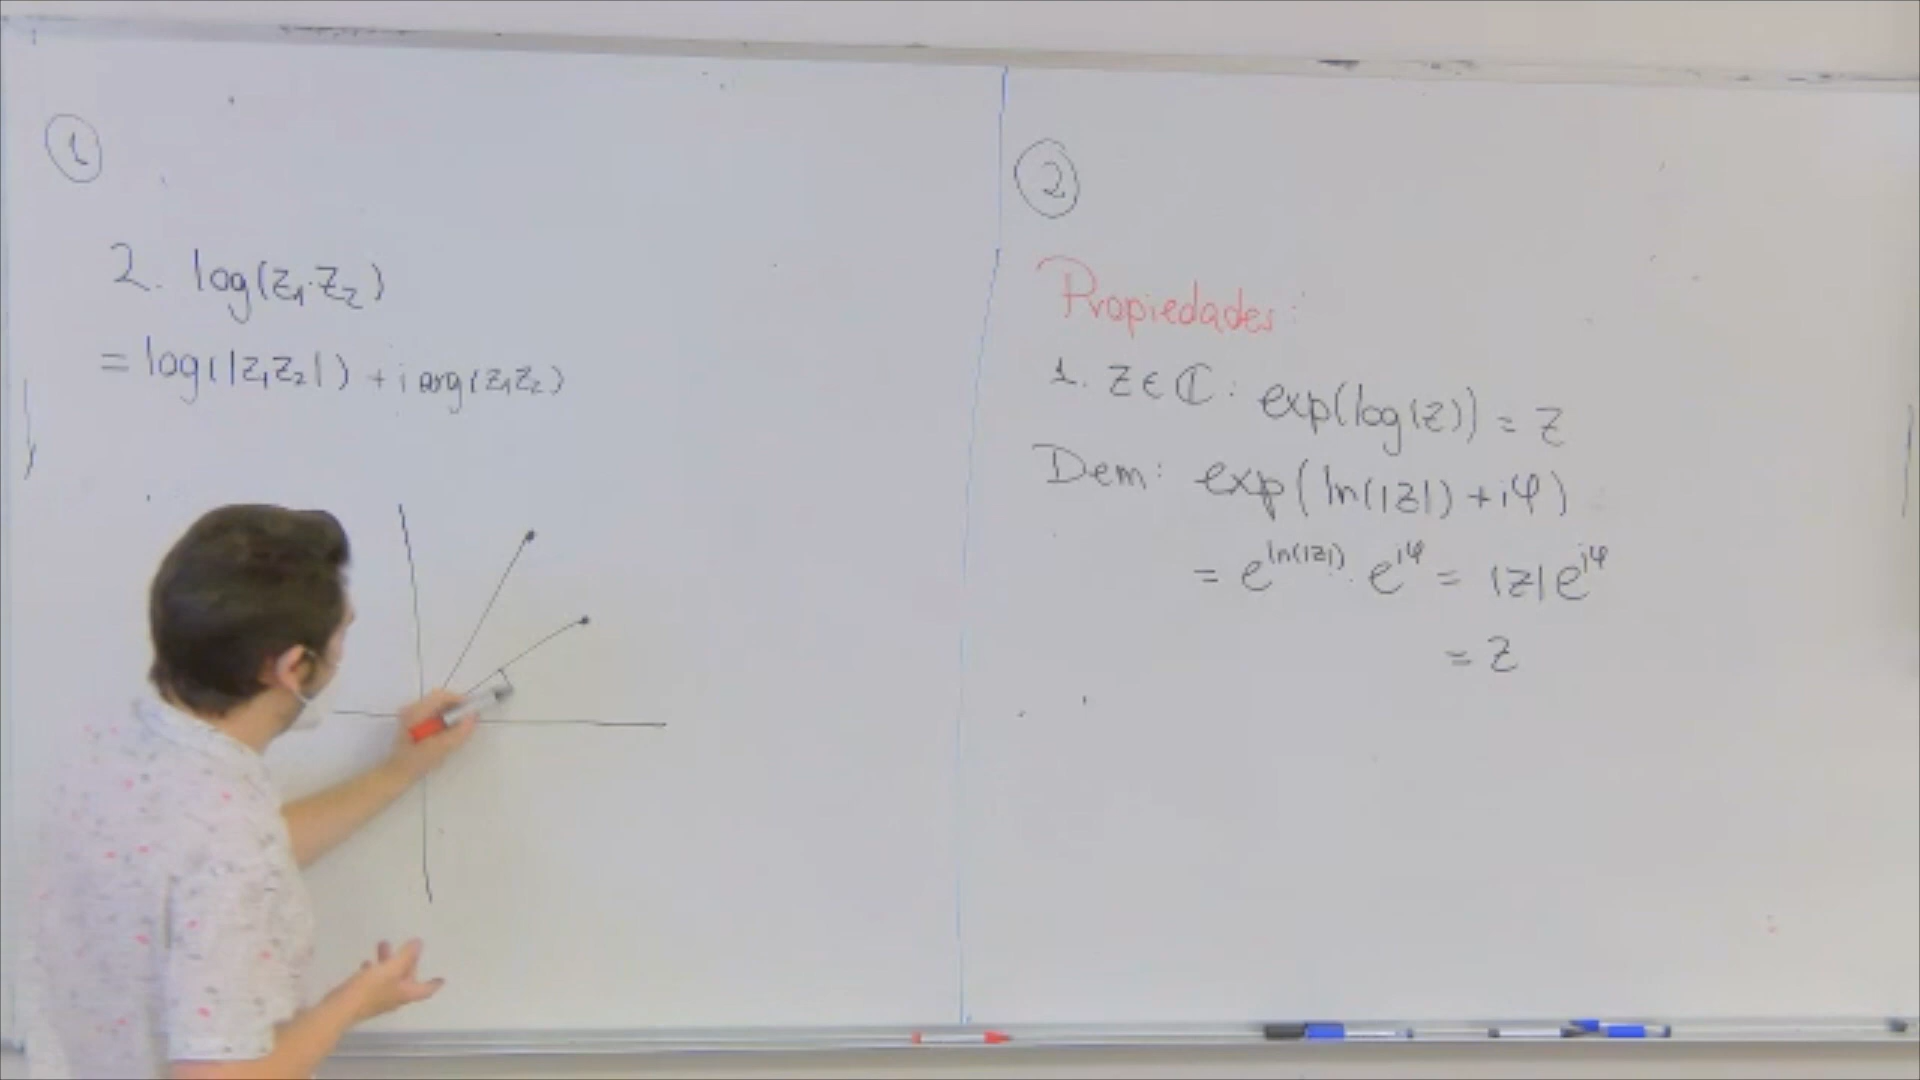 ①
2. log(z₁·z₂)
= log(|z₁z₂|) + i arg(z₁z₂)
②
Propiedades:
1. z∈ℂ: exp(log(z)) = z
Dem: exp(ln(|z|) + iφ)
= e^{ln(|z|)} · e^{iφ} = |z|e^{iφ}
= z